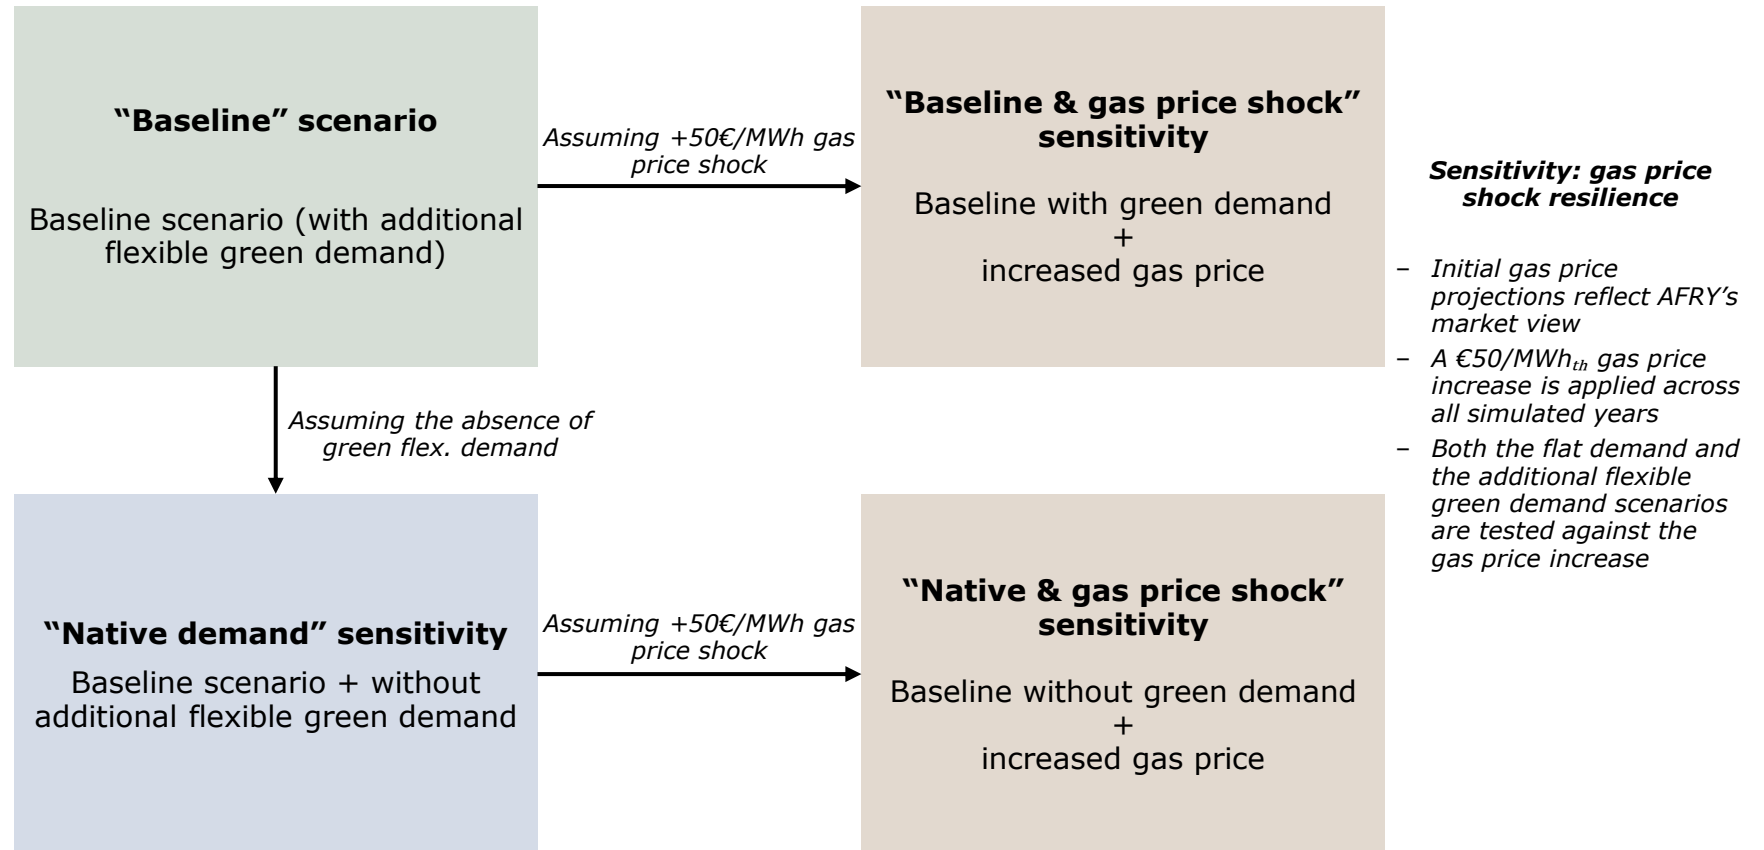 “Baseline” scenario
Baseline scenario (with additional
flexible green demand)
Assuming +50€/MWh gas
price shock
“Baseline & gas price shock”
sensitivity
Baseline with green demand
+
increased gas price
Assuming the absence of
green flex. demand
“Native demand” sensitivity
Baseline scenario + without
additional flexible green demand
Assuming +50€/MWh gas
price shock
“Native & gas price shock”
sensitivity
Baseline without green demand
+
increased gas price
Sensitivity: gas price
shock resilience
– Initial gas price
projections reflect AFRY’s
market view
– A €50/MWhₜₕ gas price
increase is applied across
all simulated years
– Both the flat demand and
the additional flexible
green demand scenarios
are tested against the
gas price increase